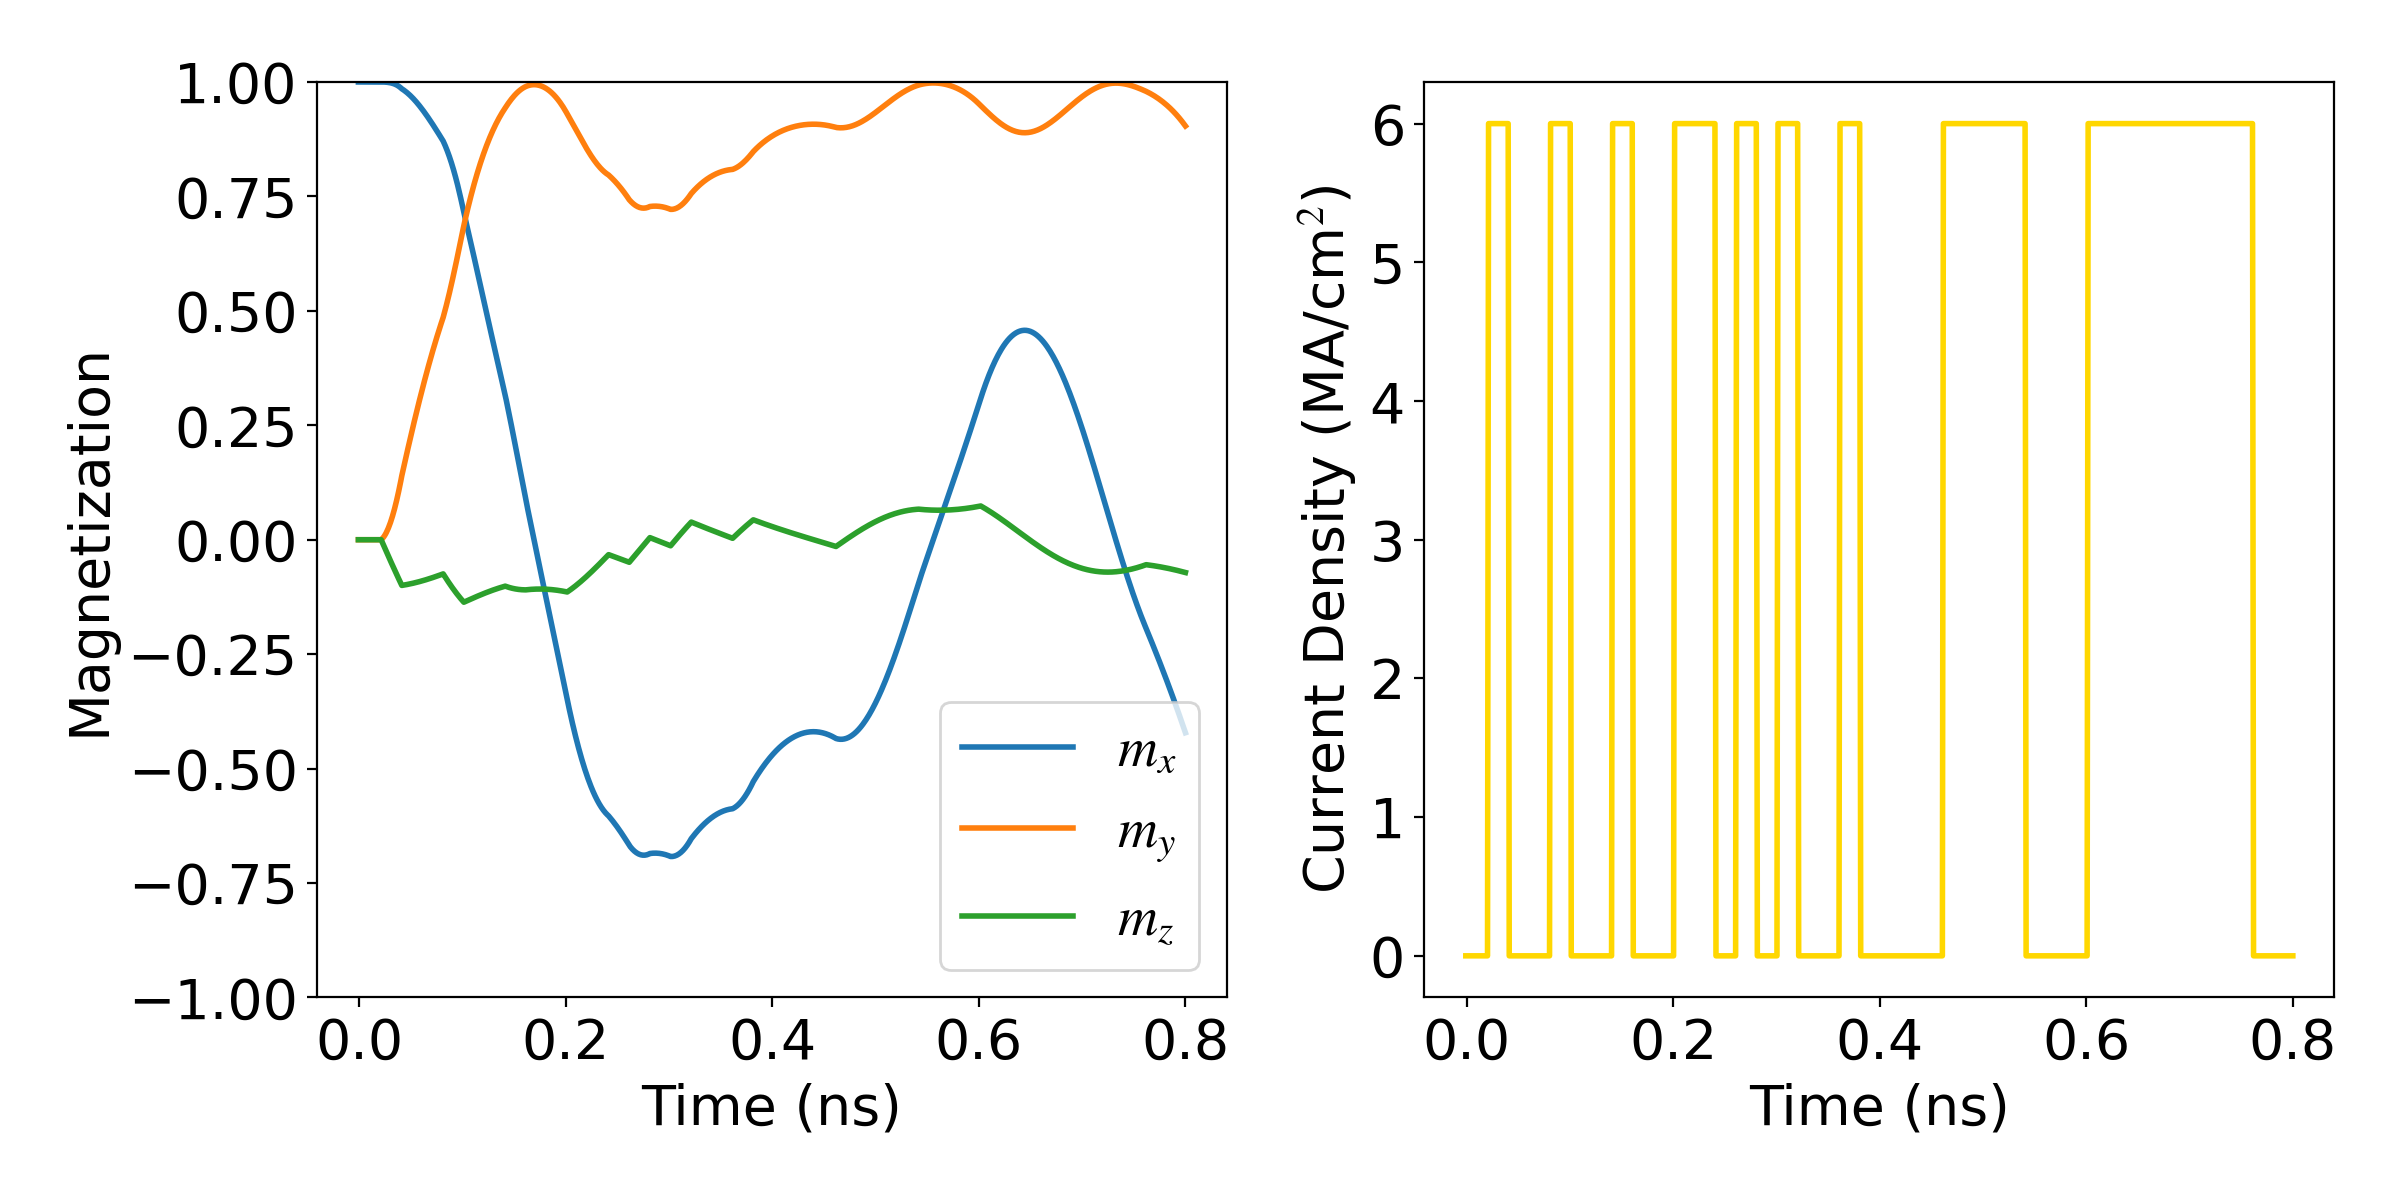 Magnetization
1.00
0.75
0.50
0.25
0.00
−0.25
−0.50
−0.75
−1.00
0.0 0.2 0.4 0.6 0.8
Time (ns)
m_x
m_y
m_z
Current Density (MA/cm²)
6
5
4
3
2
1
0
0.0 0.2 0.4 0.6 0.8
Time (ns)